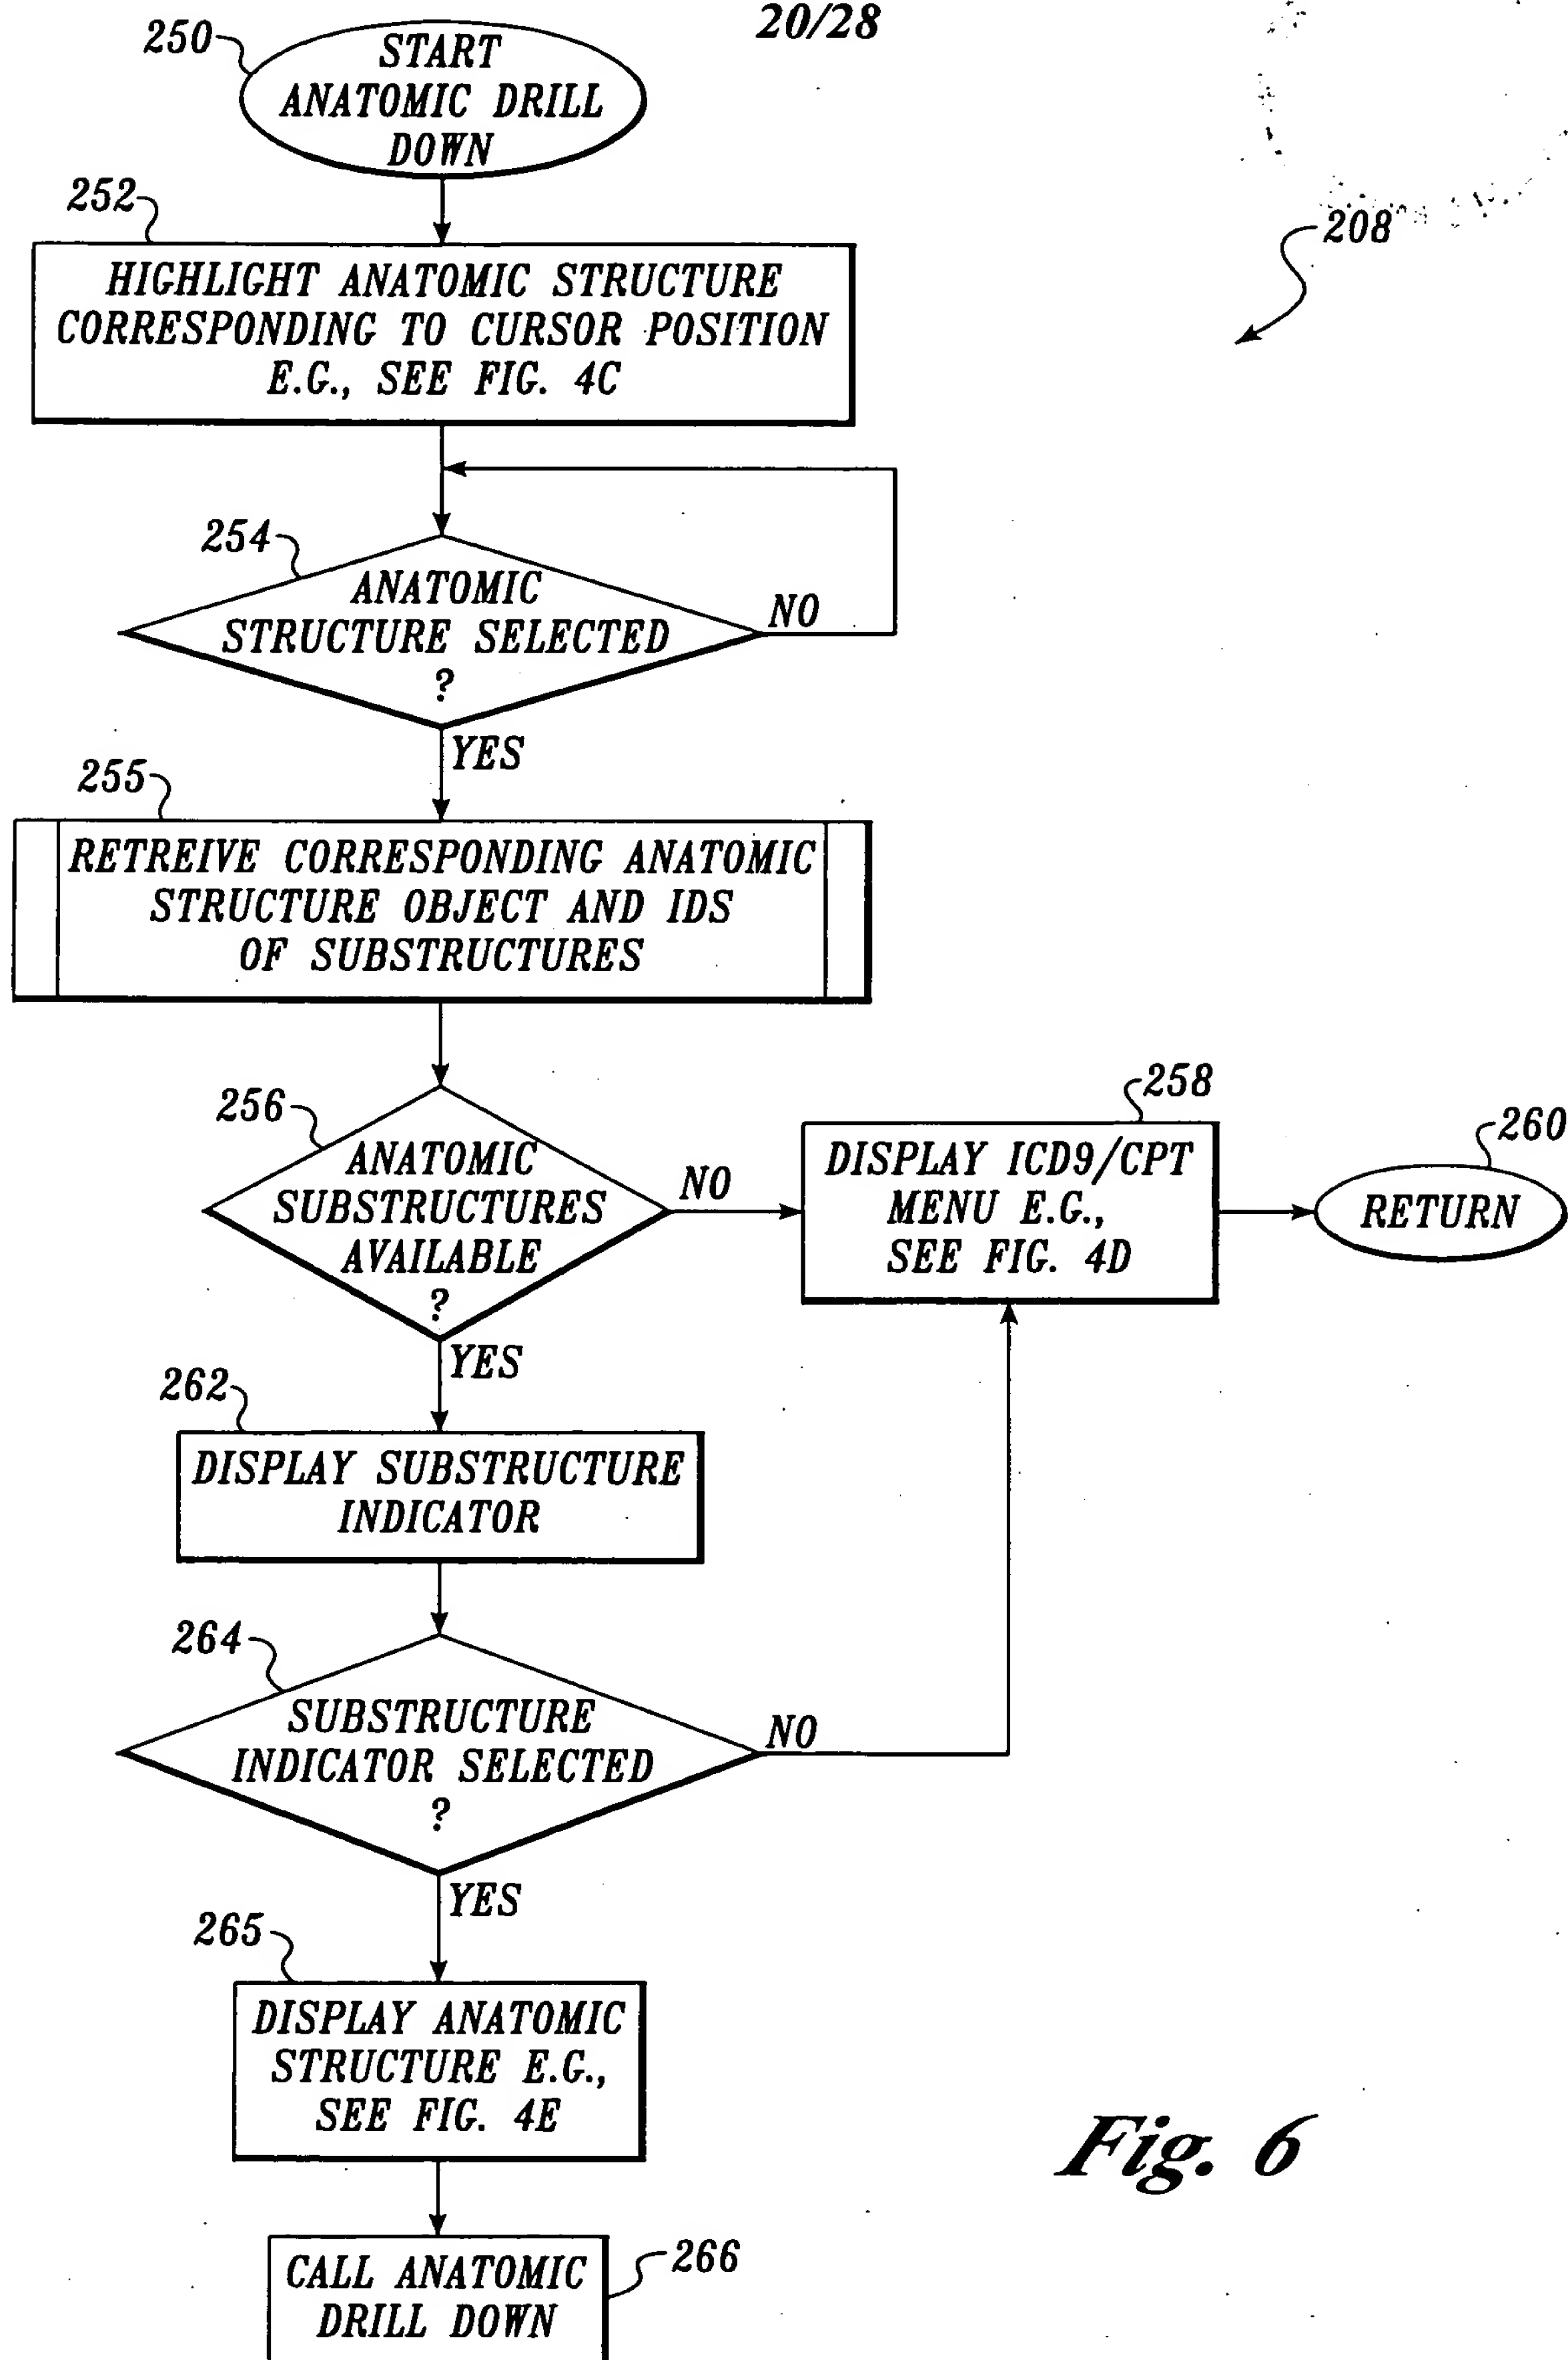 20/28
250
START
ANATOMIC DRILL
DOWN
252
208
HIGHLIGHT ANATOMIC STRUCTURE
CORRESPONDING TO CURSOR POSITION
E.G., SEE FIG. 4C
254
ANATOMIC
STRUCTURE SELECTED
?
NO
YES
255
RETREIVE CORRESPONDING ANATOMIC
STRUCTURE OBJECT AND IDS
OF SUBSTRUCTURES
256
ANATOMIC
SUBSTRUCTURES
AVAILABLE
?
NO
258
DISPLAY ICD9/CPT
MENU E.G.,
SEE FIG. 4D
260
RETURN
YES
262
DISPLAY SUBSTRUCTURE
INDICATOR
264
SUBSTRUCTURE
INDICATOR SELECTED
?
NO
YES
265
DISPLAY ANATOMIC
STRUCTURE E.G.,
SEE FIG. 4E
266
CALL ANATOMIC
DRILL DOWN
Fig. 6